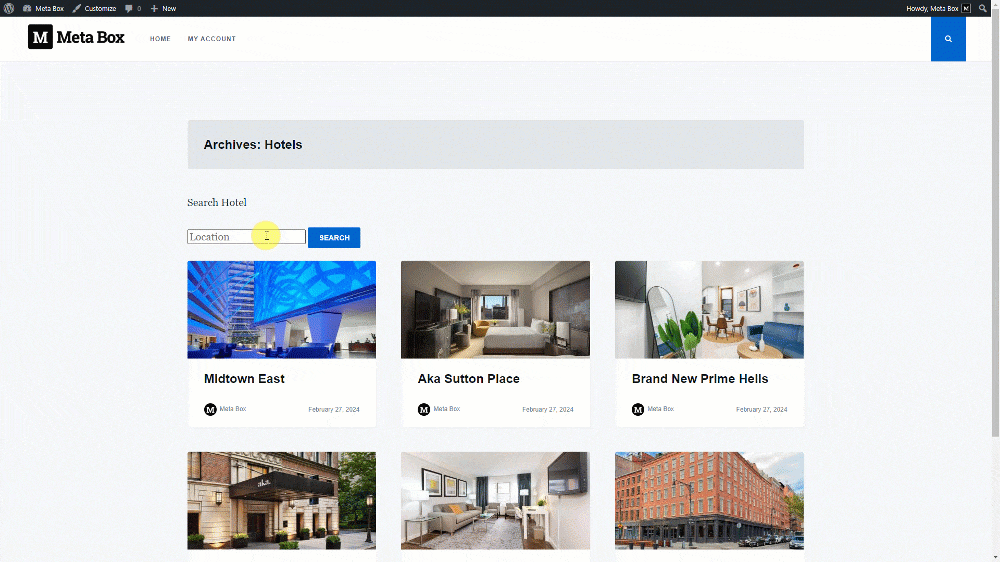 Meta Box Customize 0 New Howdy, Meta Box M
M Meta Box HOME MY ACCOUNT
Archives: Hotels
Search Hotel
Location SEARCH
aka.
Midtown East Aka Sutton Place Brand New Prime Hells
M Meta Box February 27, 2024 M Meta Box February 27, 2024 M Meta Box February 27, 2024